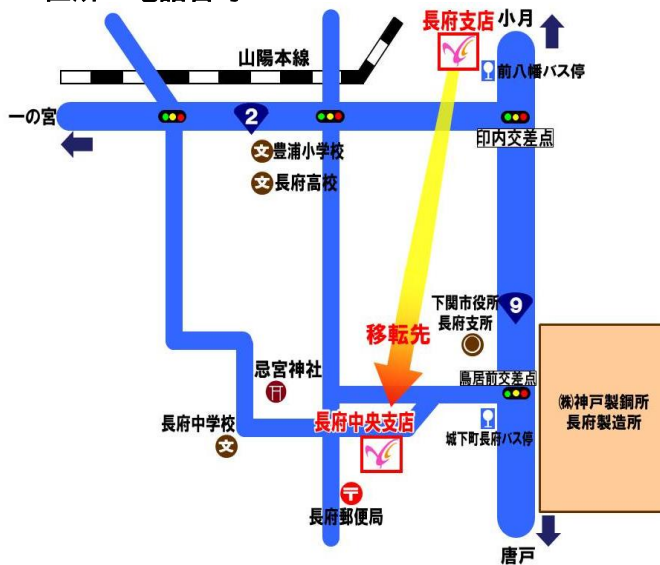 長府支店
小月
山陽本線
前八幡バス停
一の宮
2
印内交差点
文 豊浦小学校
文 長府高校
下関市役所
長府支所
9
移転先
忌宮神社
鳥居前交差点
㈱神戸製鋼所
長府製造所
長府中学校
文
長府中央支店
城下町長府バス停
〒
長府郵便局
唐戸